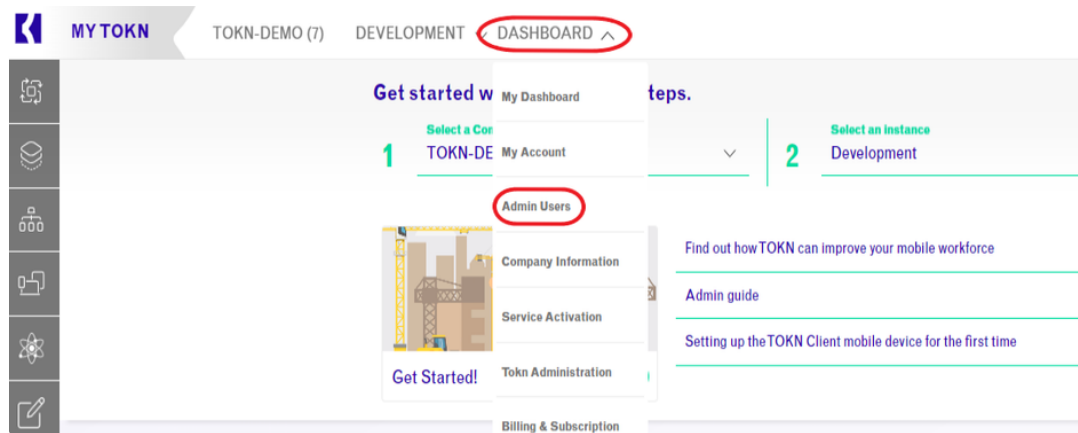 MY TOKN TOKN-DEMO (7) DEVELOPMENT DASHBOARD
Get started w
teps.
My Dashboard
Select a Con
Select an instance
1 TOKN-DE
2 Development
My Account
Admin Users
Find out how TOKN can improve your mobile workforce
Company Information
Admin guide
Service Activation
Setting up the TOKN Client mobile device for the first time
Get Started!
Tokn Administration
Billing & Subscription